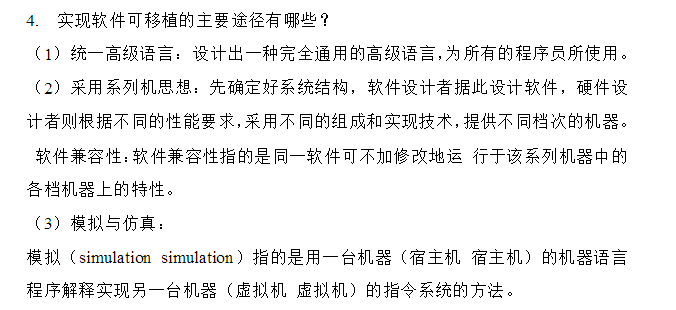 4. 实现软件可移植的主要途径有哪些？
（1）统一高级语言：设计出一种完全通用的高级语言，为所有的程序员所使用。
（2）采用系列机思想：先确定好系统结构，软件设计者据此设计软件，硬件设
计者则根据不同的性能要求，采用不同的组成和实现技术，提供不同档次的机器。
软件兼容性：软件兼容性指的是同一软件可不加修改地运 行于该系列机器中的
各档机器上的特性。
（3）模拟与仿真：
模拟（simulation simulation）指的是用一台机器（宿主机 宿主机）的机器语言
程序解释实现另一台机器（虚拟机 虚拟机）的指令系统的方法。